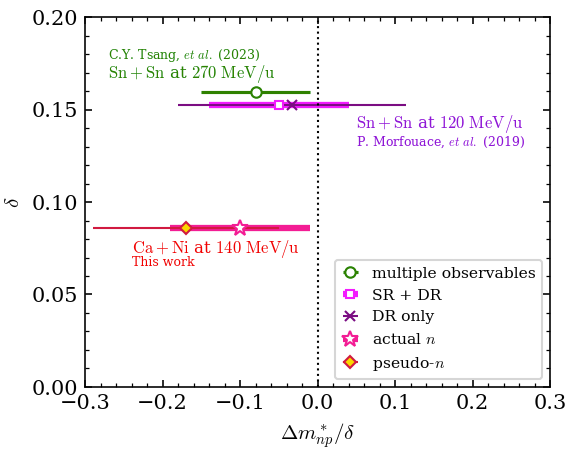 0.20
0.15
0.10
0.05
0.00
δ
C.Y. Tsang, et al. (2023)
Sn + Sn at 270 MeV/u
Sn + Sn at 120 MeV/u
P. Morfouace, et al. (2019)
Ca + Ni at 140 MeV/u
This work
multiple observables
SR + DR
DR only
actual n
pseudo-n
−0.3 −0.2 −0.1 0.0 0.1 0.2 0.3
Δm*np/δ